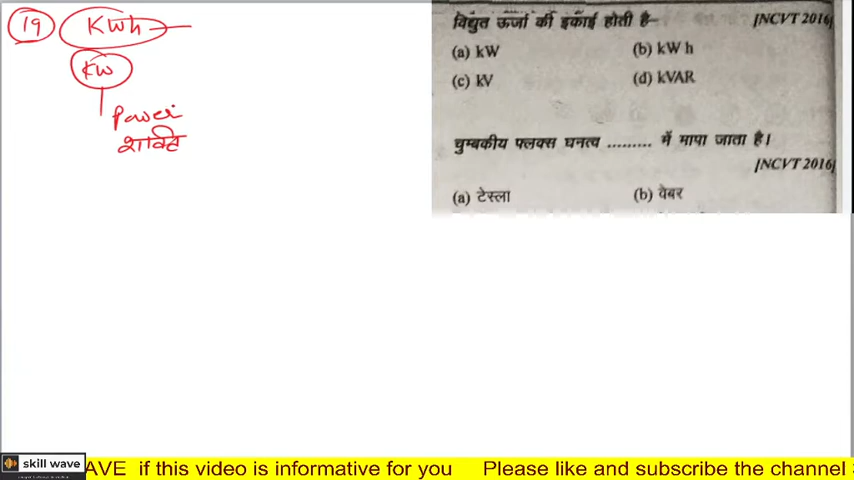 19 KWh
KW
Power
शक्ति
विद्युत ऊर्जा की इकाई होती है- [NCVT 2016]
(a) kW (b) kW h
(c) kV (d) kVAR
चुम्बकीय फ्लक्स घनत्व ......... में मापा जाता है।
[NCVT 2016]
(a) टेस्ला (b) वेबर
skill wave
AVE if this video is informative for you Please like and subscribe the channel